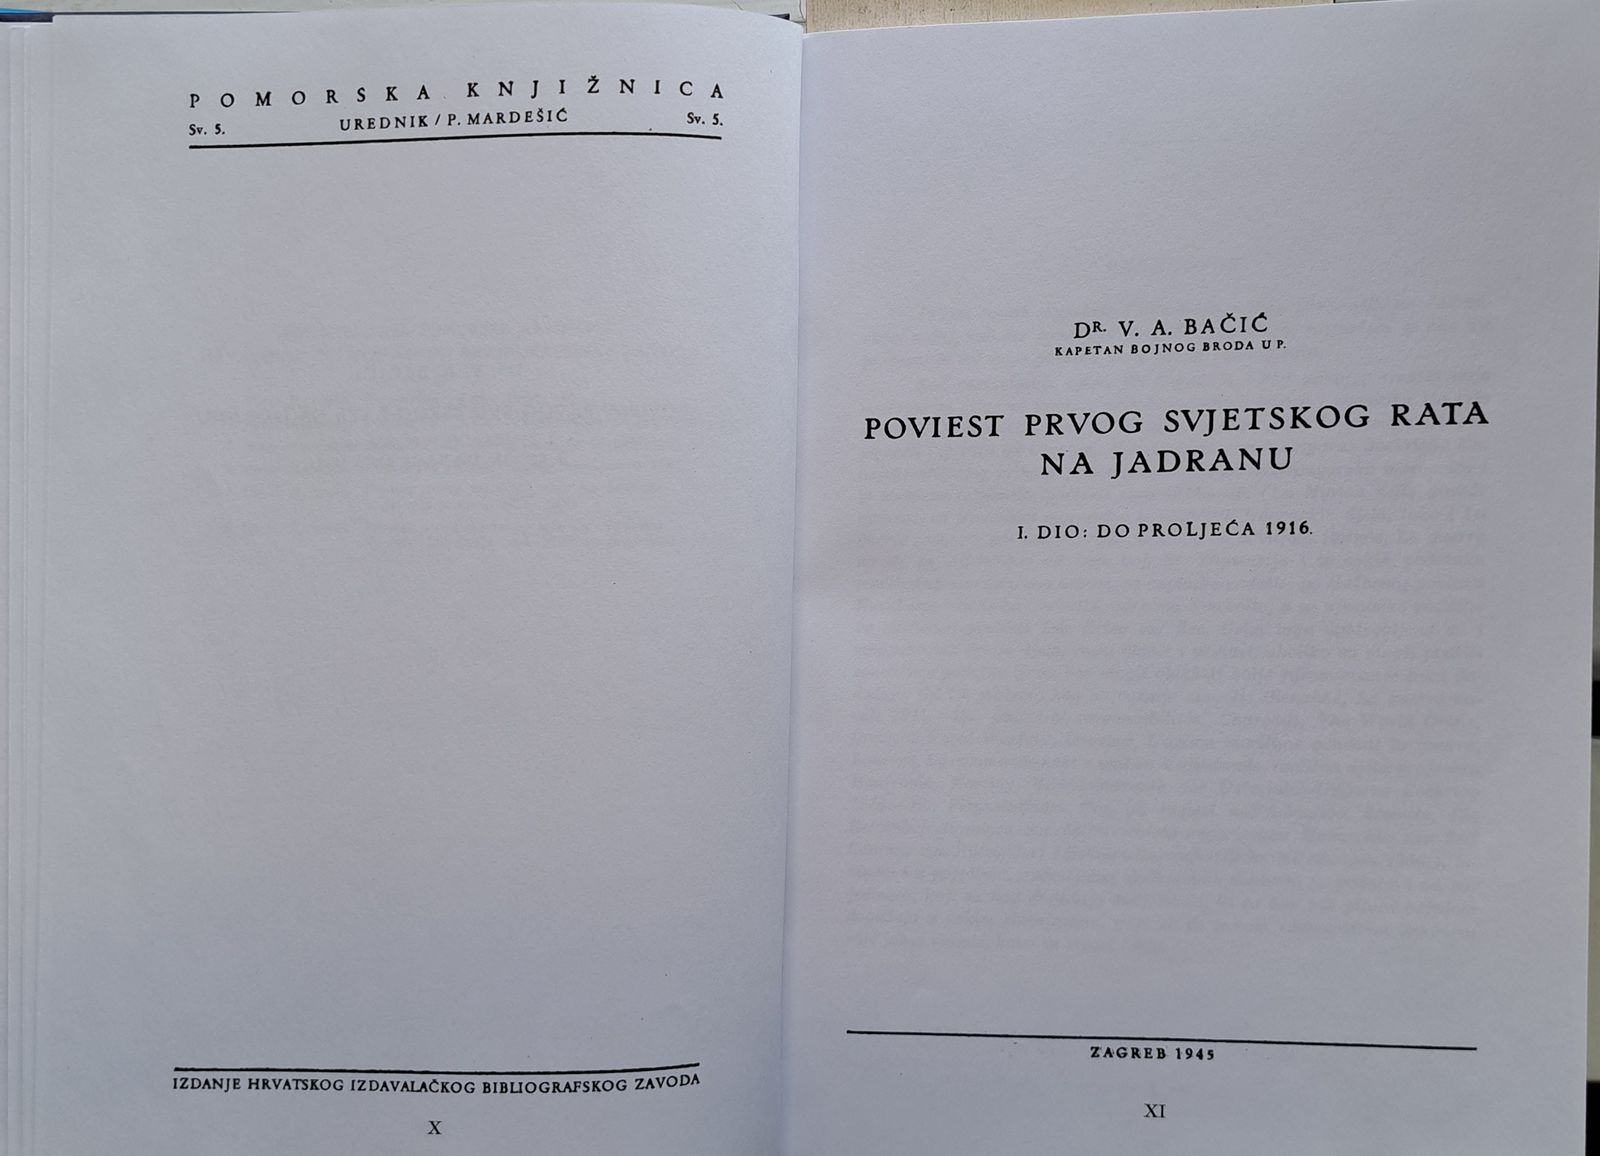 POMORSKA KNJIŽNICA
Sv. 5. UREDNIK / P. MARDEŠIĆ Sv. 5.
IZDANJE HRVATSKOG IZDAVALAČKOG BIBLIOGRAFSKOG ZAVODA
X
DR. V. A. BAČIĆ
KAPETAN BOJNOG BRODA U P.
POVIEST PRVOG SVJETSKOG RATA
NA JADRANU
I. DIO: DO PROLJEĆA 1916.
ZAGREB 1945
XI